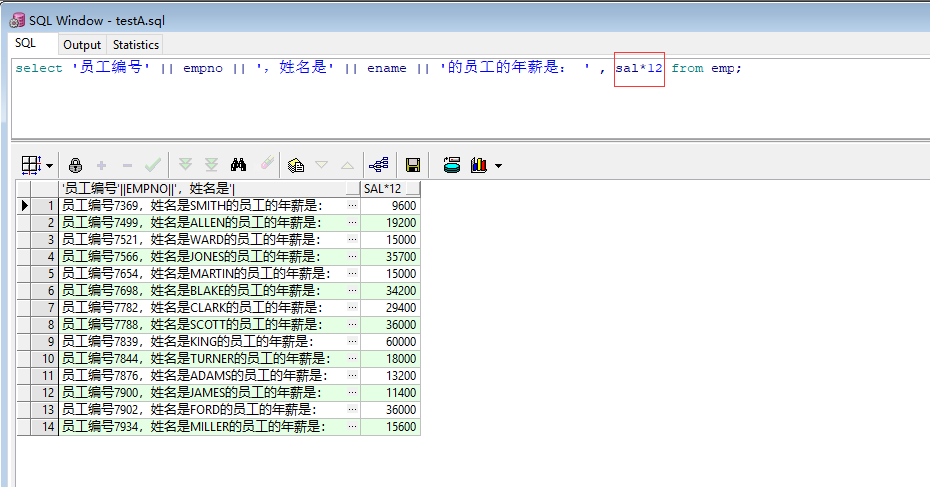 SQL Window - testA.sql
SQL Output Statistics
select '员工编号' || empno || '，姓名是' || ename || '的员工的年薪是： ' , sal*12 from emp;
'员工编号'||EMPNO||'，姓名是'| SAL*12
1 员工编号7369，姓名是SMITH的员工的年薪是： ... 9600
2 员工编号7499，姓名是ALLEN的员工的年薪是： ... 19200
3 员工编号7521，姓名是WARD的员工的年薪是： ... 15000
4 员工编号7566，姓名是JONES的员工的年薪是： ... 35700
5 员工编号7654，姓名是MARTIN的员工的年薪是： ... 15000
6 员工编号7698，姓名是BLAKE的员工的年薪是： ... 34200
7 员工编号7782，姓名是CLARK的员工的年薪是： ... 29400
8 员工编号7788，姓名是SCOTT的员工的年薪是： ... 36000
9 员工编号7839，姓名是KING的员工的年薪是： ... 60000
10 员工编号7844，姓名是TURNER的员工的年薪是： ... 18000
11 员工编号7876，姓名是ADAMS的员工的年薪是： ... 13200
12 员工编号7900，姓名是JAMES的员工的年薪是： ... 11400
13 员工编号7902，姓名是FORD的员工的年薪是： ... 36000
14 员工编号7934，姓名是MILLER的员工的年薪是： ... 15600